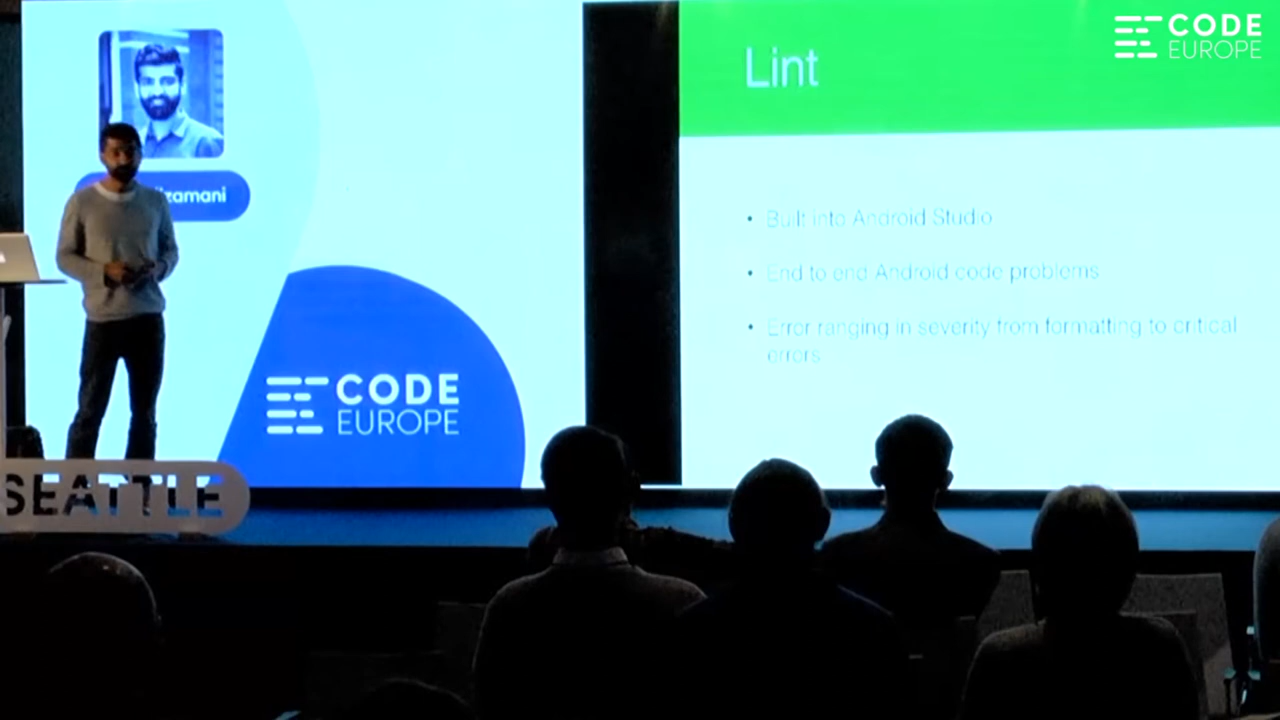 CODE
EUROPE
Lint
• Built into Android Studio
• End to end Android code problems
• Error ranging in severity from formatting to critical
errors
izamani
CODE
EUROPE
SEATTLE